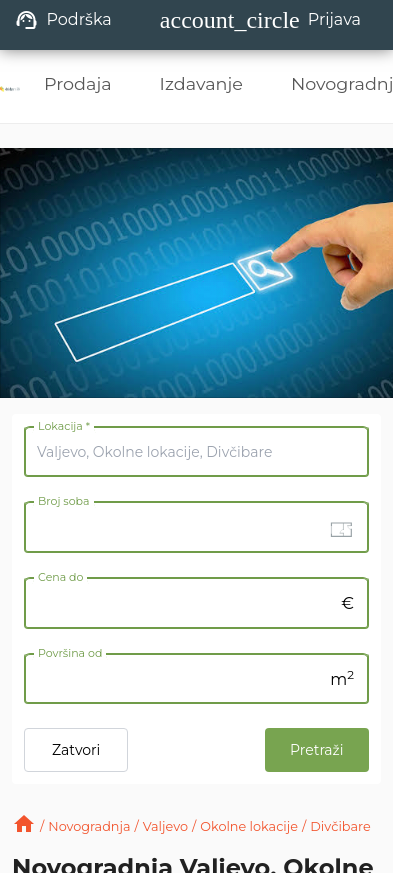 Podrška account_circle Prijava
Prodaja Izdavanje Novogradnj
Lokacija *
Valjevo, Okolne lokacije, Divčibare
Broj soba
Cena do
€
Površina od
m²
Zatvori Pretraži
/ Novogradnja / Valjevo / Okolne lokacije / Divčibare
Novogradnja Valjevo, Okolne